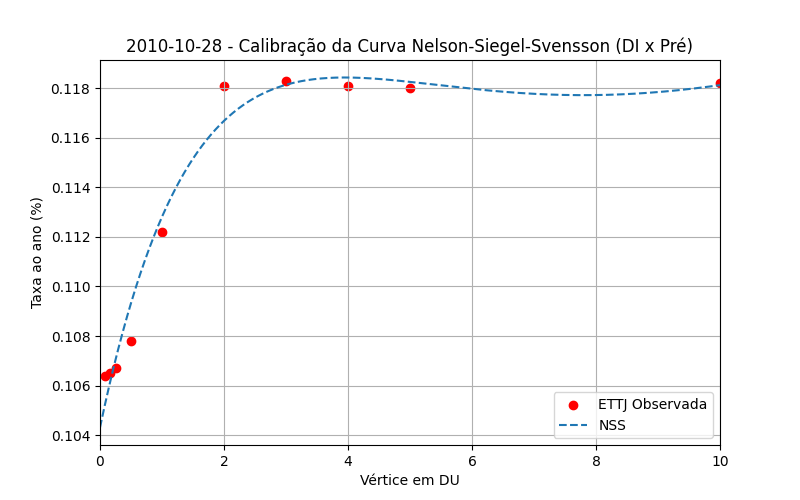 2010-10-28 - Calibração da Curva Nelson-Siegel-Svensson (DI x Pré)
Taxa ao ano (%)
0.118
0.116
0.114
0.112
0.110
0.108
0.106
0.104
0 2 4 6 8 10
Vértice em DU
ETTJ Observada
NSS